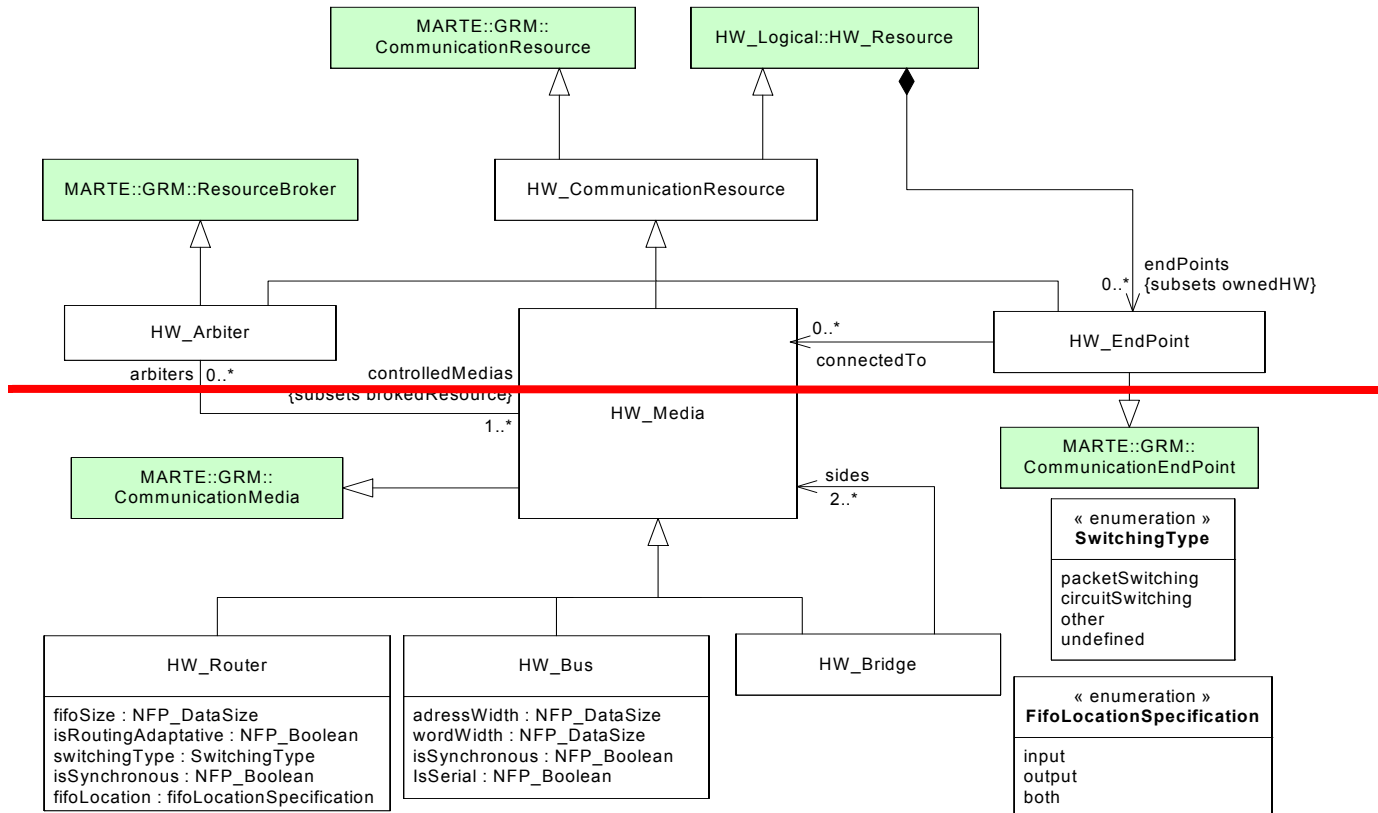 MARTE::GRM::
CommunicationResource
HW_Logical::HW_Resource
MARTE::GRM::ResourceBroker
HW_CommunicationResource
endPoints
0..* {subsets ownedHW}
HW_Arbiter
HW_EndPoint
0..*
connectedTo
arbiters 0..*
controlledMedias
{subsets brokedResource}
1..*
HW_Media
MARTE::GRM::
CommunicationEndPoint
MARTE::GRM::
CommunicationMedia
sides
2..*
« enumeration »
SwitchingType
packetSwitching
circuitSwitching
other
undefined
HW_Router
fifoSize : NFP_DataSize
isRoutingAdaptative : NFP_Boolean
switchingType : SwitchingType
isSynchronous : NFP_Boolean
fifoLocation : fifoLocationSpecification
HW_Bus
adressWidth : NFP_DataSize
wordWidth : NFP_DataSize
isSynchronous : NFP_Boolean
IsSerial : NFP_Boolean
HW_Bridge
« enumeration »
FifoLocationSpecification
input
output
both